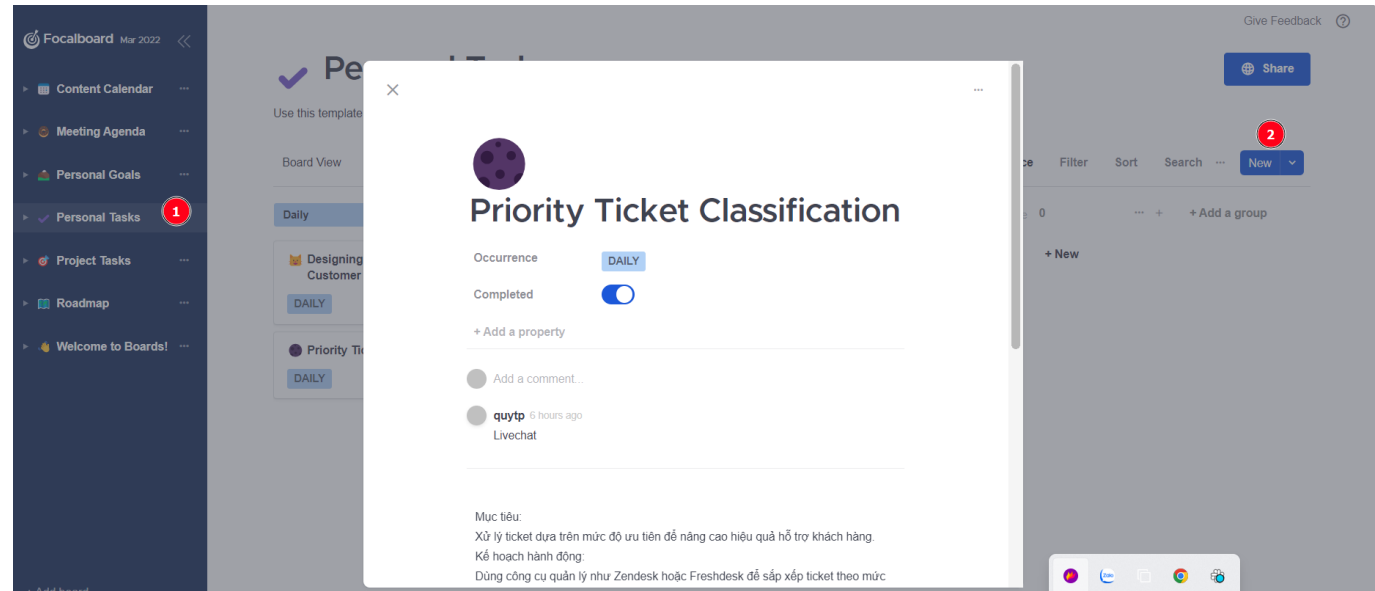 Give Feedback
Focalboard Mar 2022
Content Calendar
Meeting Agenda
Personal Goals
Personal Tasks 1
Project Tasks
Roadmap
Welcome to Boards!
+ Add board
Share
Use this template
Board View
Filter Sort Search
2
New
Daily
0
+ Add a group
+ New
Designing
Customer
DAILY
Priority
DAILY
Priority Ticket Classification
Occurrence DAILY
Completed
+ Add a property
Add a comment...
quytp 6 hours ago
Livechat
Mục tiêu:
Xử lý ticket dựa trên mức độ ưu tiên để nâng cao hiệu quả hỗ trợ khách hàng.
Kế hoạch hành động:
Dùng công cụ quản lý như Zendesk hoặc Freshdesk để sắp xếp ticket theo mức
Zalo